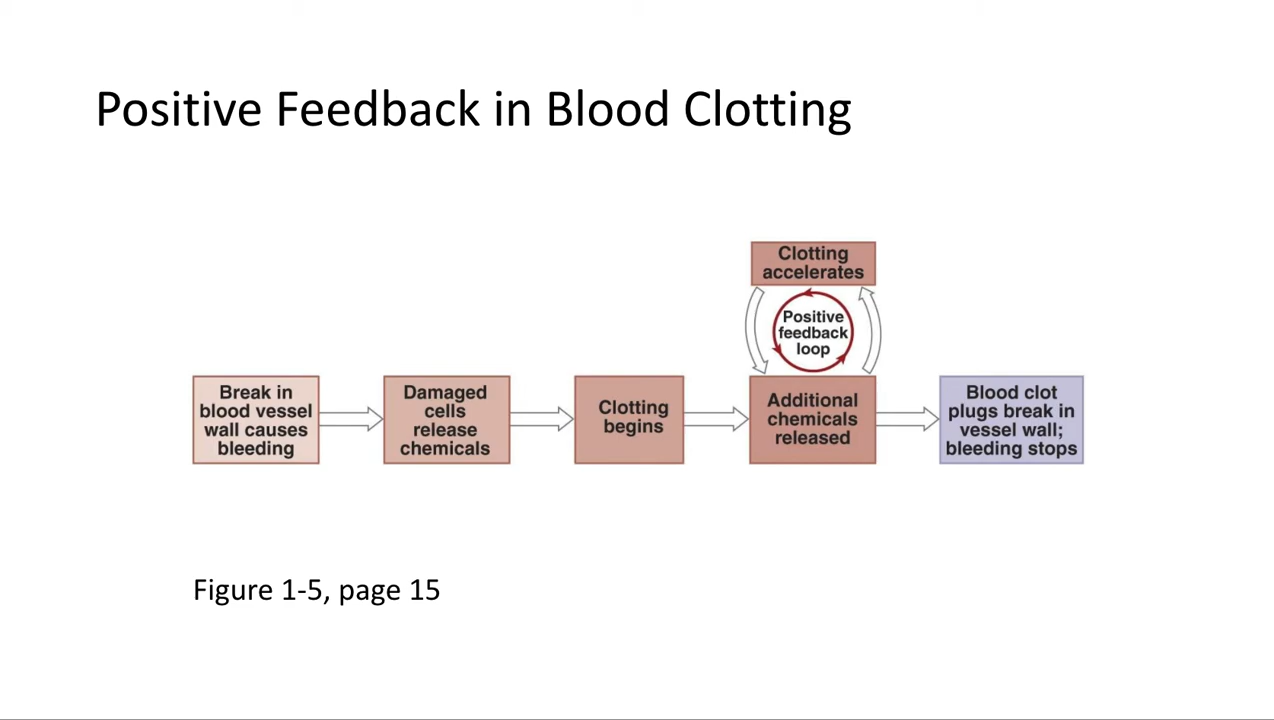 Positive Feedback in Blood Clotting
Clotting
accelerates
Positive
feedback
loop
Break in
blood vessel
wall causes
bleeding
Damaged
cells
release
chemicals
Clotting
begins
Additional
chemicals
released
Blood clot
plugs break in
vessel wall;
bleeding stops
Figure 1-5, page 15